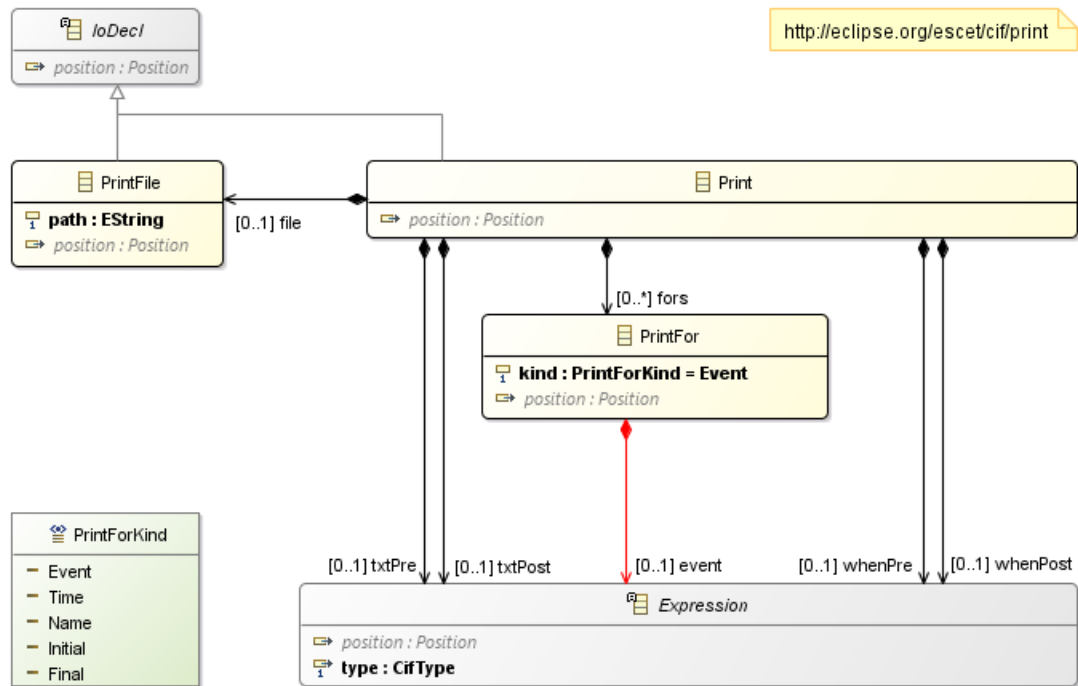 IoDecl
position : Position
http://eclipse.org/escet/cif/print
PrintFile
path : EString
position : Position
[0..1] file
Print
position : Position
[0..*] fors
PrintFor
kind : PrintForKind = Event
position : Position
PrintForKind
Event
Time
Name
Initial
Final
[0..1] txtPre
[0..1] txtPost
[0..1] event
[0..1] whenPre
[0..1] whenPost
Expression
position : Position
type : CifType